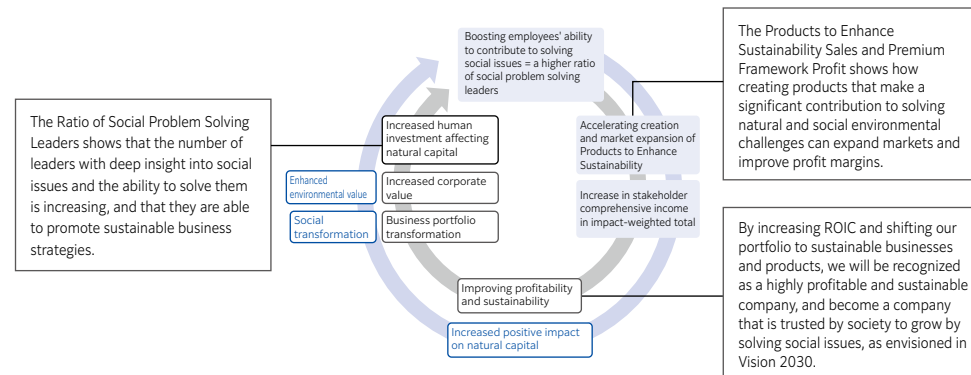 Boosting employees' ability
to contribute to solving
social issues = a higher ratio
of social problem solving
leaders
The Products to Enhance
Sustainability Sales and Premium
Framework Profit shows how
creating products that make a
significant contribution to solving
natural and social environmental
challenges can expand markets and
improve profit margins.
The Ratio of Social Problem Solving
Leaders shows that the number of
leaders with deep insight into social
issues and the ability to solve them
is increasing, and that they are able
to promote sustainable business
strategies.
Increased human
investment affecting
natural capital
Accelerating creation
and market expansion of
Products to Enhance
Sustainability
Enhanced
environmental value
Increased corporate
value
Increase in stakeholder
comprehensive income
in impact-weighted total
Social
transformation
Business portfolio
transformation
By increasing ROIC and shifting our
portfolio to sustainable businesses
and products, we will be recognized
as a highly profitable and sustainable
company, and become a company
that is trusted by society to grow by
solving social issues, as envisioned in
Vision 2030.
Improving profitability
and sustainability
Increased positive impact
on natural capital